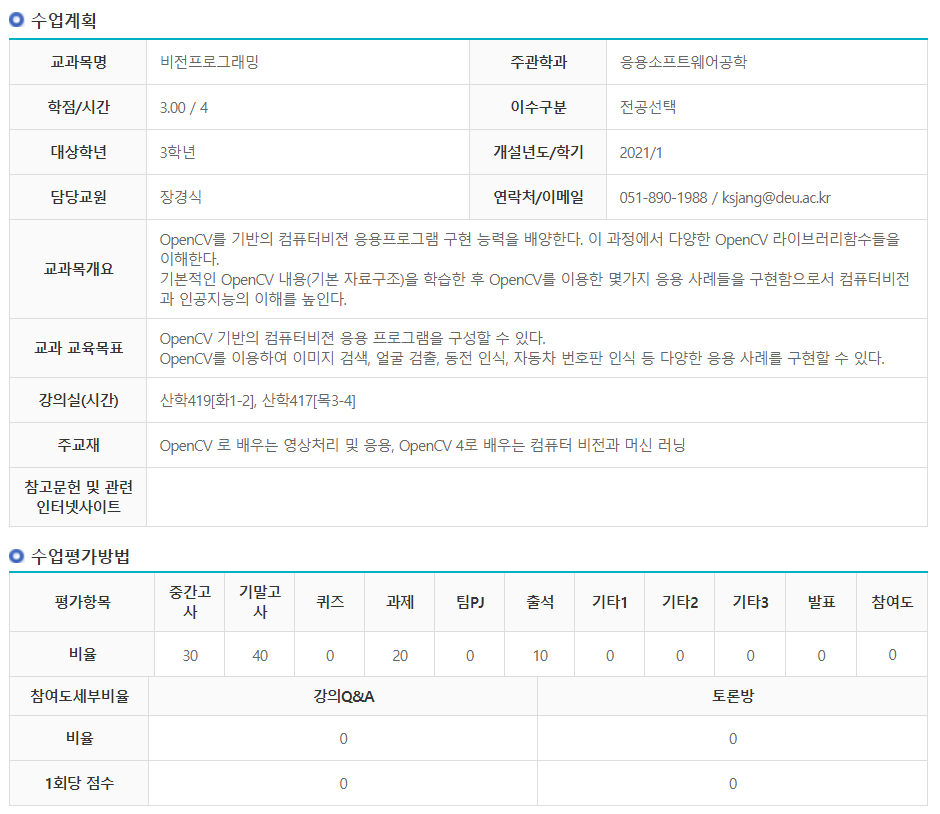 수업계획
교과목명 비전프로그래밍 주관학과 응용소프트웨어공학
학점/시간 3.00 / 4 이수구분 전공선택
대상학년 3학년 개설년도/학기 2021/1
담당교원 장경식 연락처/이메일 051-890-1988 / ksjang@deu.ac.kr
교과목개요
OpenCV를 기반의 컴퓨터비젼 응용프로그램 구현 능력을 배양한다. 이 과정에서 다양한 OpenCV 라이브러리함수들을
이해한다.
기본적인 OpenCV 내용(기본 자료구조)을 학습한 후 OpenCV를 이용한 몇가지 응용 사례들을 구현함으로서 컴퓨터비전
과 인공지능의 이해를 높인다.
교과 교육목표
OpenCV 기반의 컴퓨터비젼 응용 프로그램을 구성할 수 있다.
OpenCV를 이용하여 이미지 검색, 얼굴 검출, 동전 인식, 자동차 번호판 인식 등 다양한 응용 사례를 구현할 수 있다.
강의실(시간) 산학419[화1-2], 산학417[목3-4]
주교재 OpenCV 로 배우는 영상처리 및 응용, OpenCV 4로 배우는 컴퓨터 비전과 머신 러닝
참고문헌 및 관련
인터넷사이트
수업평가방법
평가항목 중간고사 기말고사 퀴즈 과제 팀PJ 출석 기타1 기타2 기타3 발표 참여도
비율 30 40 0 20 0 10 0 0 0 0 0
참여도세부비율 강의Q&A 토론방
비율 0 0
1회당 점수 0 0